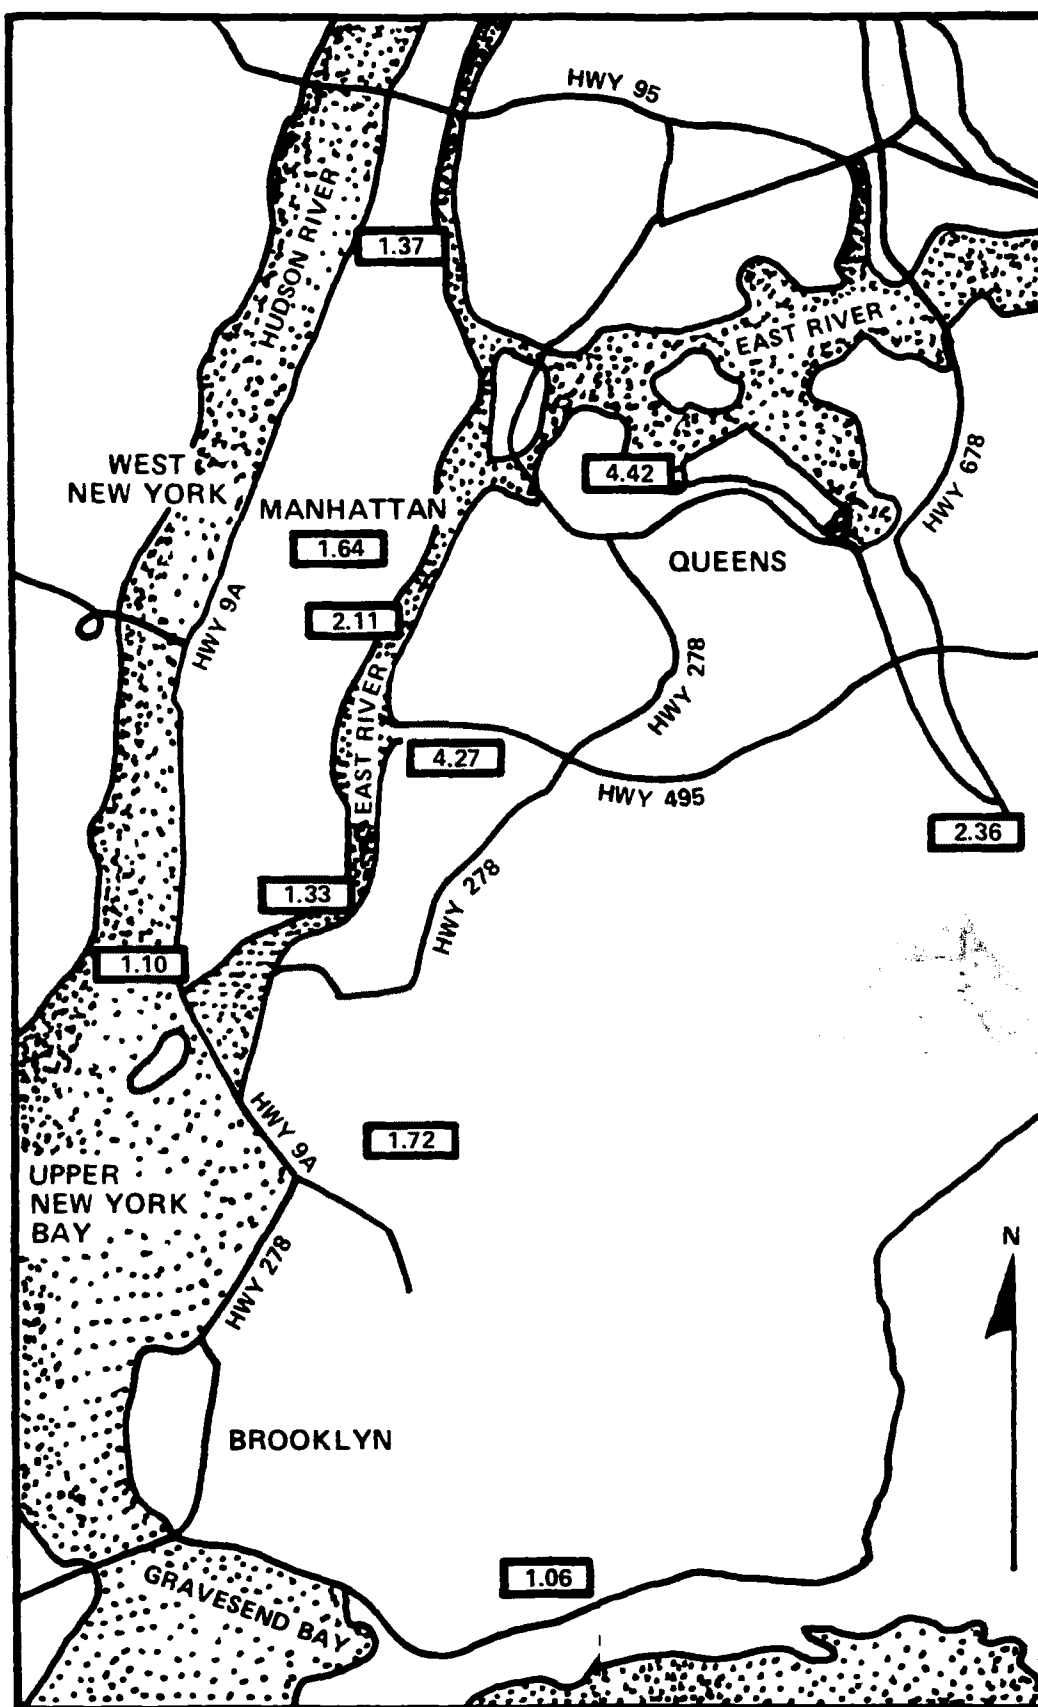 HWY 95
HUDSON RIVER
1.37
EAST RIVER
WEST
NEW YORK
MANHATTAN
4.42
HWY 678
1.64
QUEENS
2.11
HWY 9A
HWY 278
EAST RIVER
4.27
HWY 495
2.36
1.33
HWY 278
1.10
HWY 9A
1.72
UPPER
NEW YORK
BAY
N
HWY 278
BROOKLYN
1.06
GRAVESEND BAY